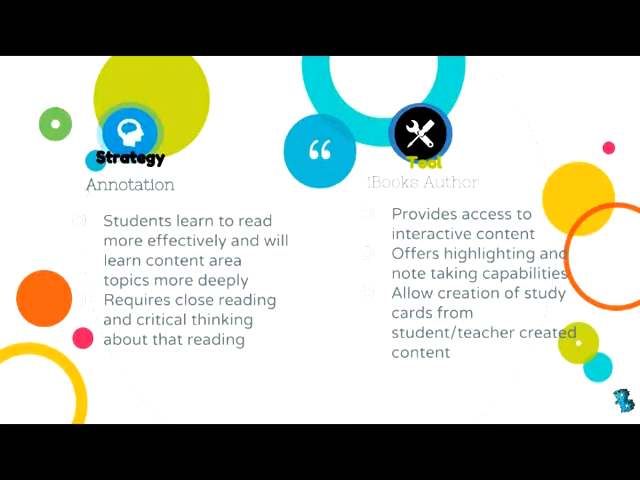 Strategy
Annotation
Students learn to read
more effectively and will
learn content area
topics more deeply
Requires close reading
and critical thinking
about that reading
“
Tool
iBooks Author
Provides access to
interactive content
Offers highlighting and
note taking capabilities
Allow creation of study
cards from
student/teacher created
content